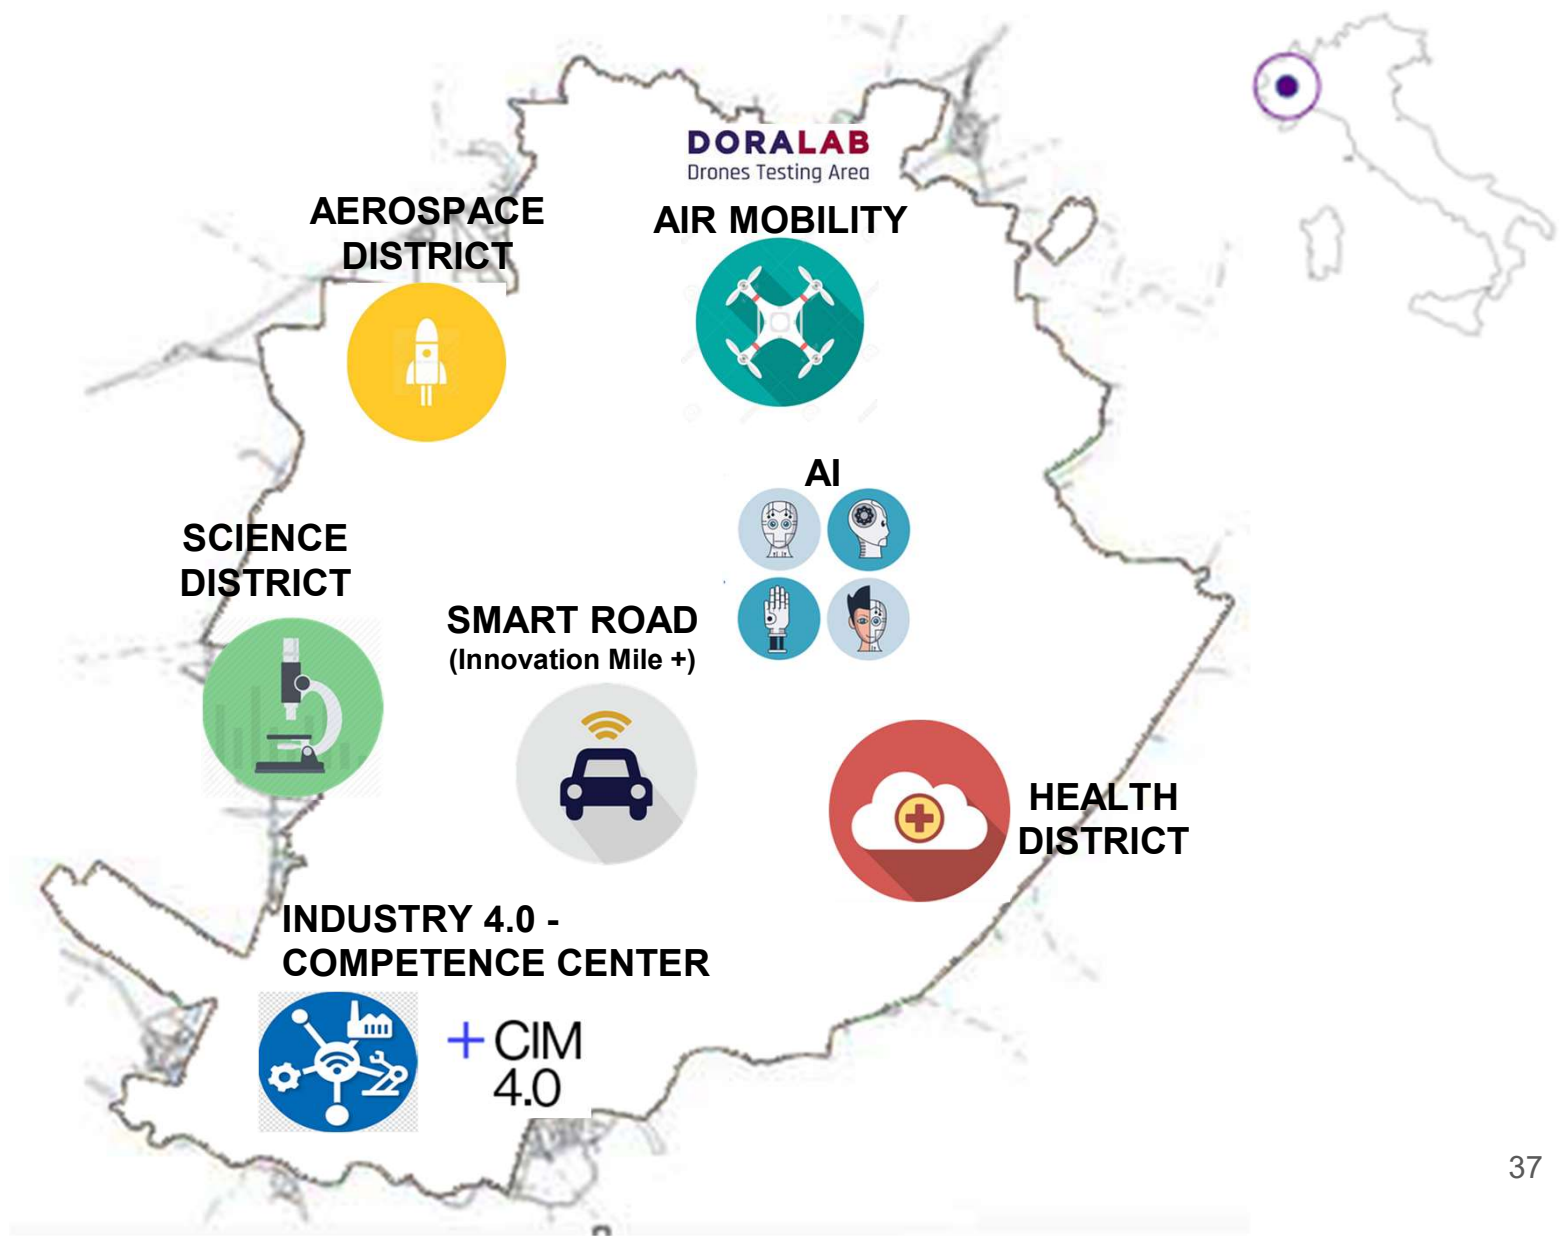 DORALAB
Drones Testing Area
AEROSPACE
DISTRICT
AIR MOBILITY
AI
SCIENCE
DISTRICT
SMART ROAD
(Innovation Mile +)
HEALTH
DISTRICT
INDUSTRY 4.0 -
COMPETENCE CENTER
+ CIM
4.0
37